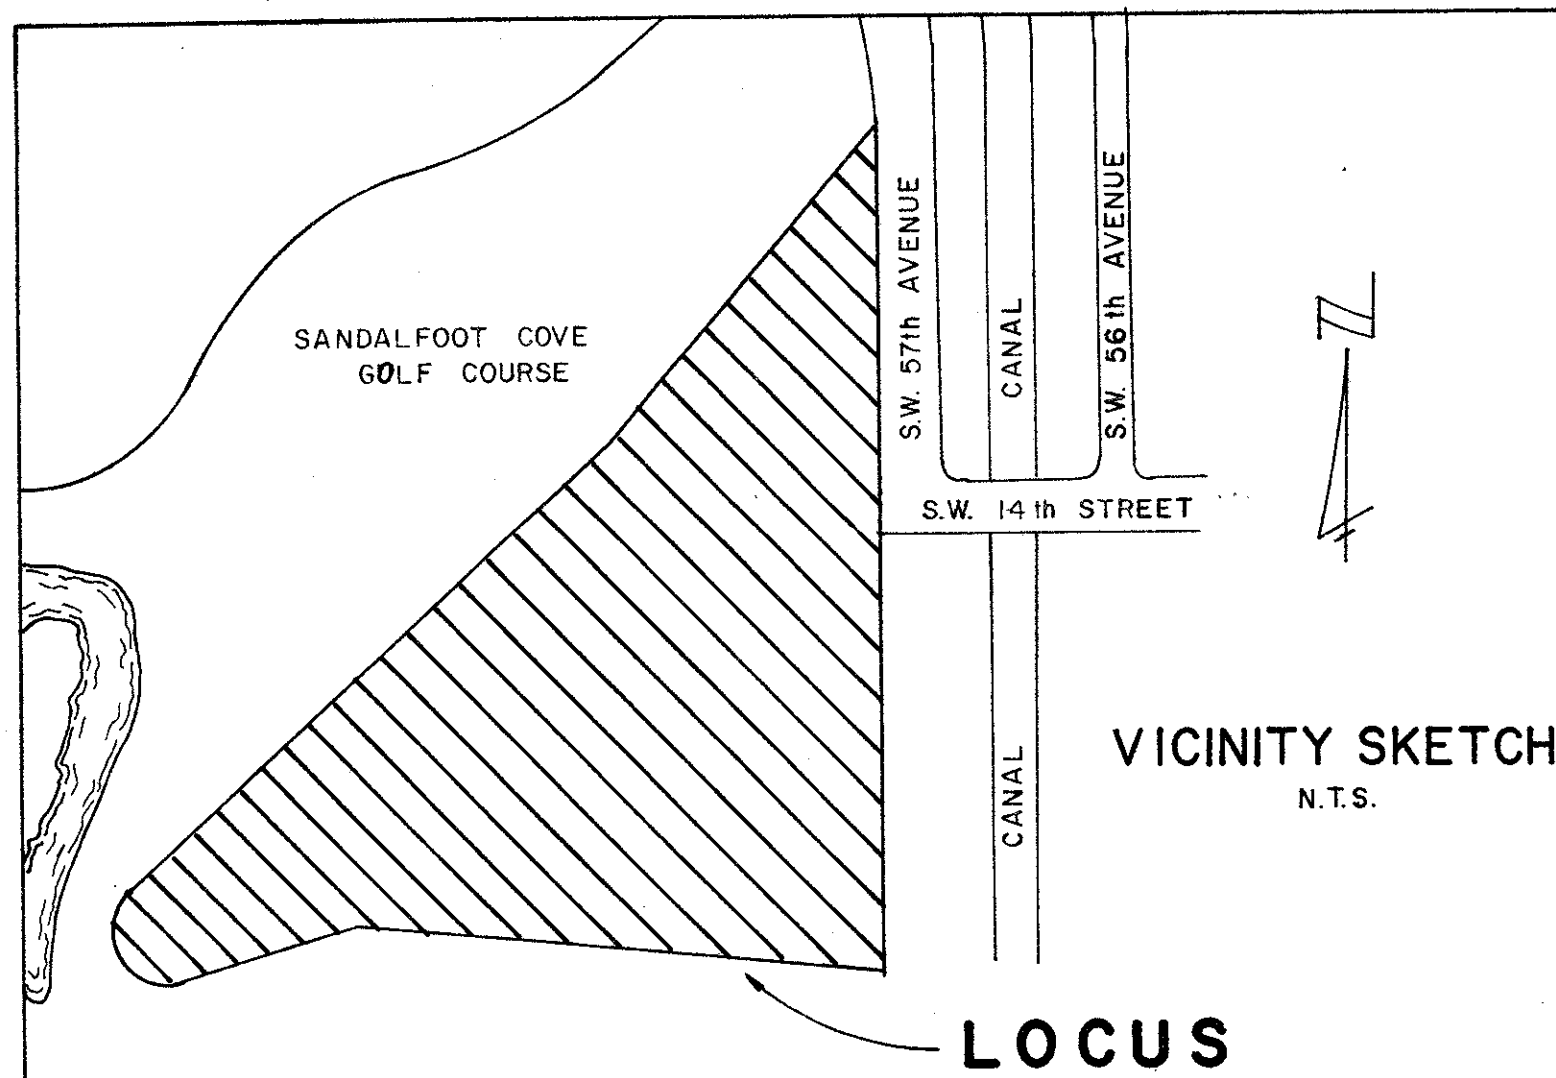 SANDALFOOT COVE
GOLF COURSE
S.W. 57th AVENUE
CANAL
S.W. 56th AVENUE
N
S.W. 14th STREET
CANAL
VICINITY SKETCH
N.T.S.
LOCUS